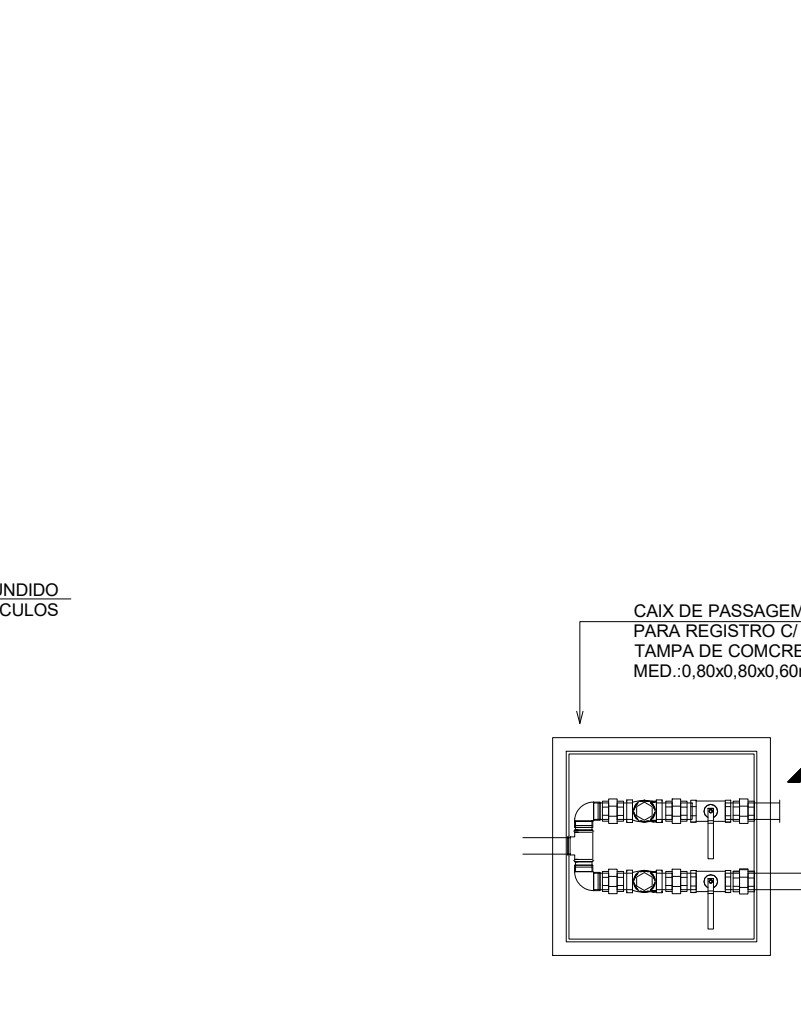 UNDIDO
CULOS
CAIX DE PASSAGEM
PARA REGISTRO C/
TAMPA DE COMCRE
MED.:0,80x0,80x0,60